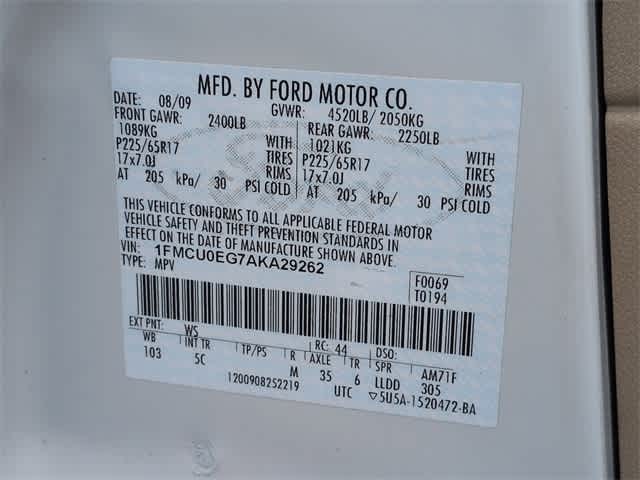 MFD. BY FORD MOTOR CO.
DATE: 08/09 GVWR: 4520LB/ 2050KG
FRONT GAWR: 2400LB REAR GAWR: 2250LB
1089KG WITH 1021KG WITH
P225/65R17 TIRES P225/65R17 TIRES
17x7.0J RIMS 17x7.0J RIMS
AT 205 kPa/ 30 PSI COLD AT 205 kPa/ 30 PSI COLD
THIS VEHICLE CONFORMS TO ALL APPLICABLE FEDERAL MOTOR
VEHICLE SAFETY AND THEFT PREVENTION STANDARDS IN
EFFECT ON THE DATE OF MANUFACTURE SHOWN ABOVE.
VIN: 1FMCU0EG7AKA29262 F0069
TYPE: MPV T0194
EXT PNT: WS RC: 44 DSO:
WB INT TR TP/PS R AXLE TR SPR AM71F
103 5C M 35 6 LLDD 305
1200908252219 UTC ▽5U5A-1520472-BA